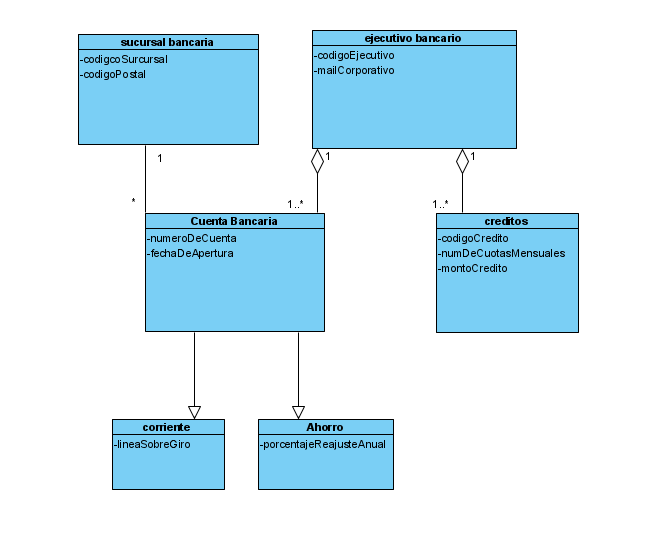 sucursal bancaria
-codigcoSurcursal
-codigoPostal
ejecutivo bancario
-codigoEjecutivo
-mailCorporativo
1
1
1
*
1..*
1..*
Cuenta Bancaria
-numeroDeCuenta
-fechaDeApertura
creditos
-codigoCredito
-numDeCuotasMensuales
-montoCredito
corriente
-lineaSobreGiro
Ahorro
-porcentajeReajusteAnual